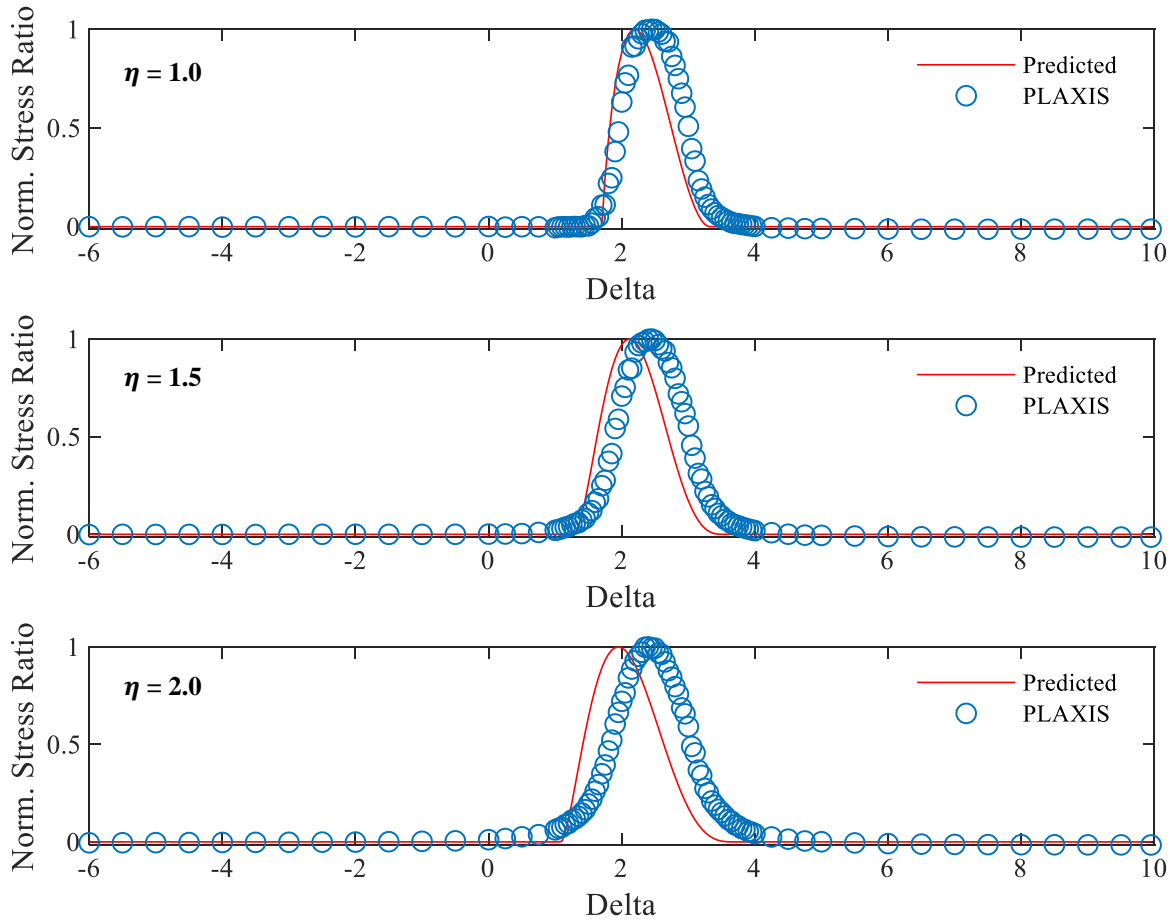 Norm. Stress Ratio
1
0.5
0
η = 1.0
Predicted
PLAXIS
-6 -4 -2 0 2 4 6 8 10
Delta
Norm. Stress Ratio
1
0.5
0
η = 1.5
Predicted
PLAXIS
-6 -4 -2 0 2 4 6 8 10
Delta
Norm. Stress Ratio
1
0.5
0
η = 2.0
Predicted
PLAXIS
-6 -4 -2 0 2 4 6 8 10
Delta